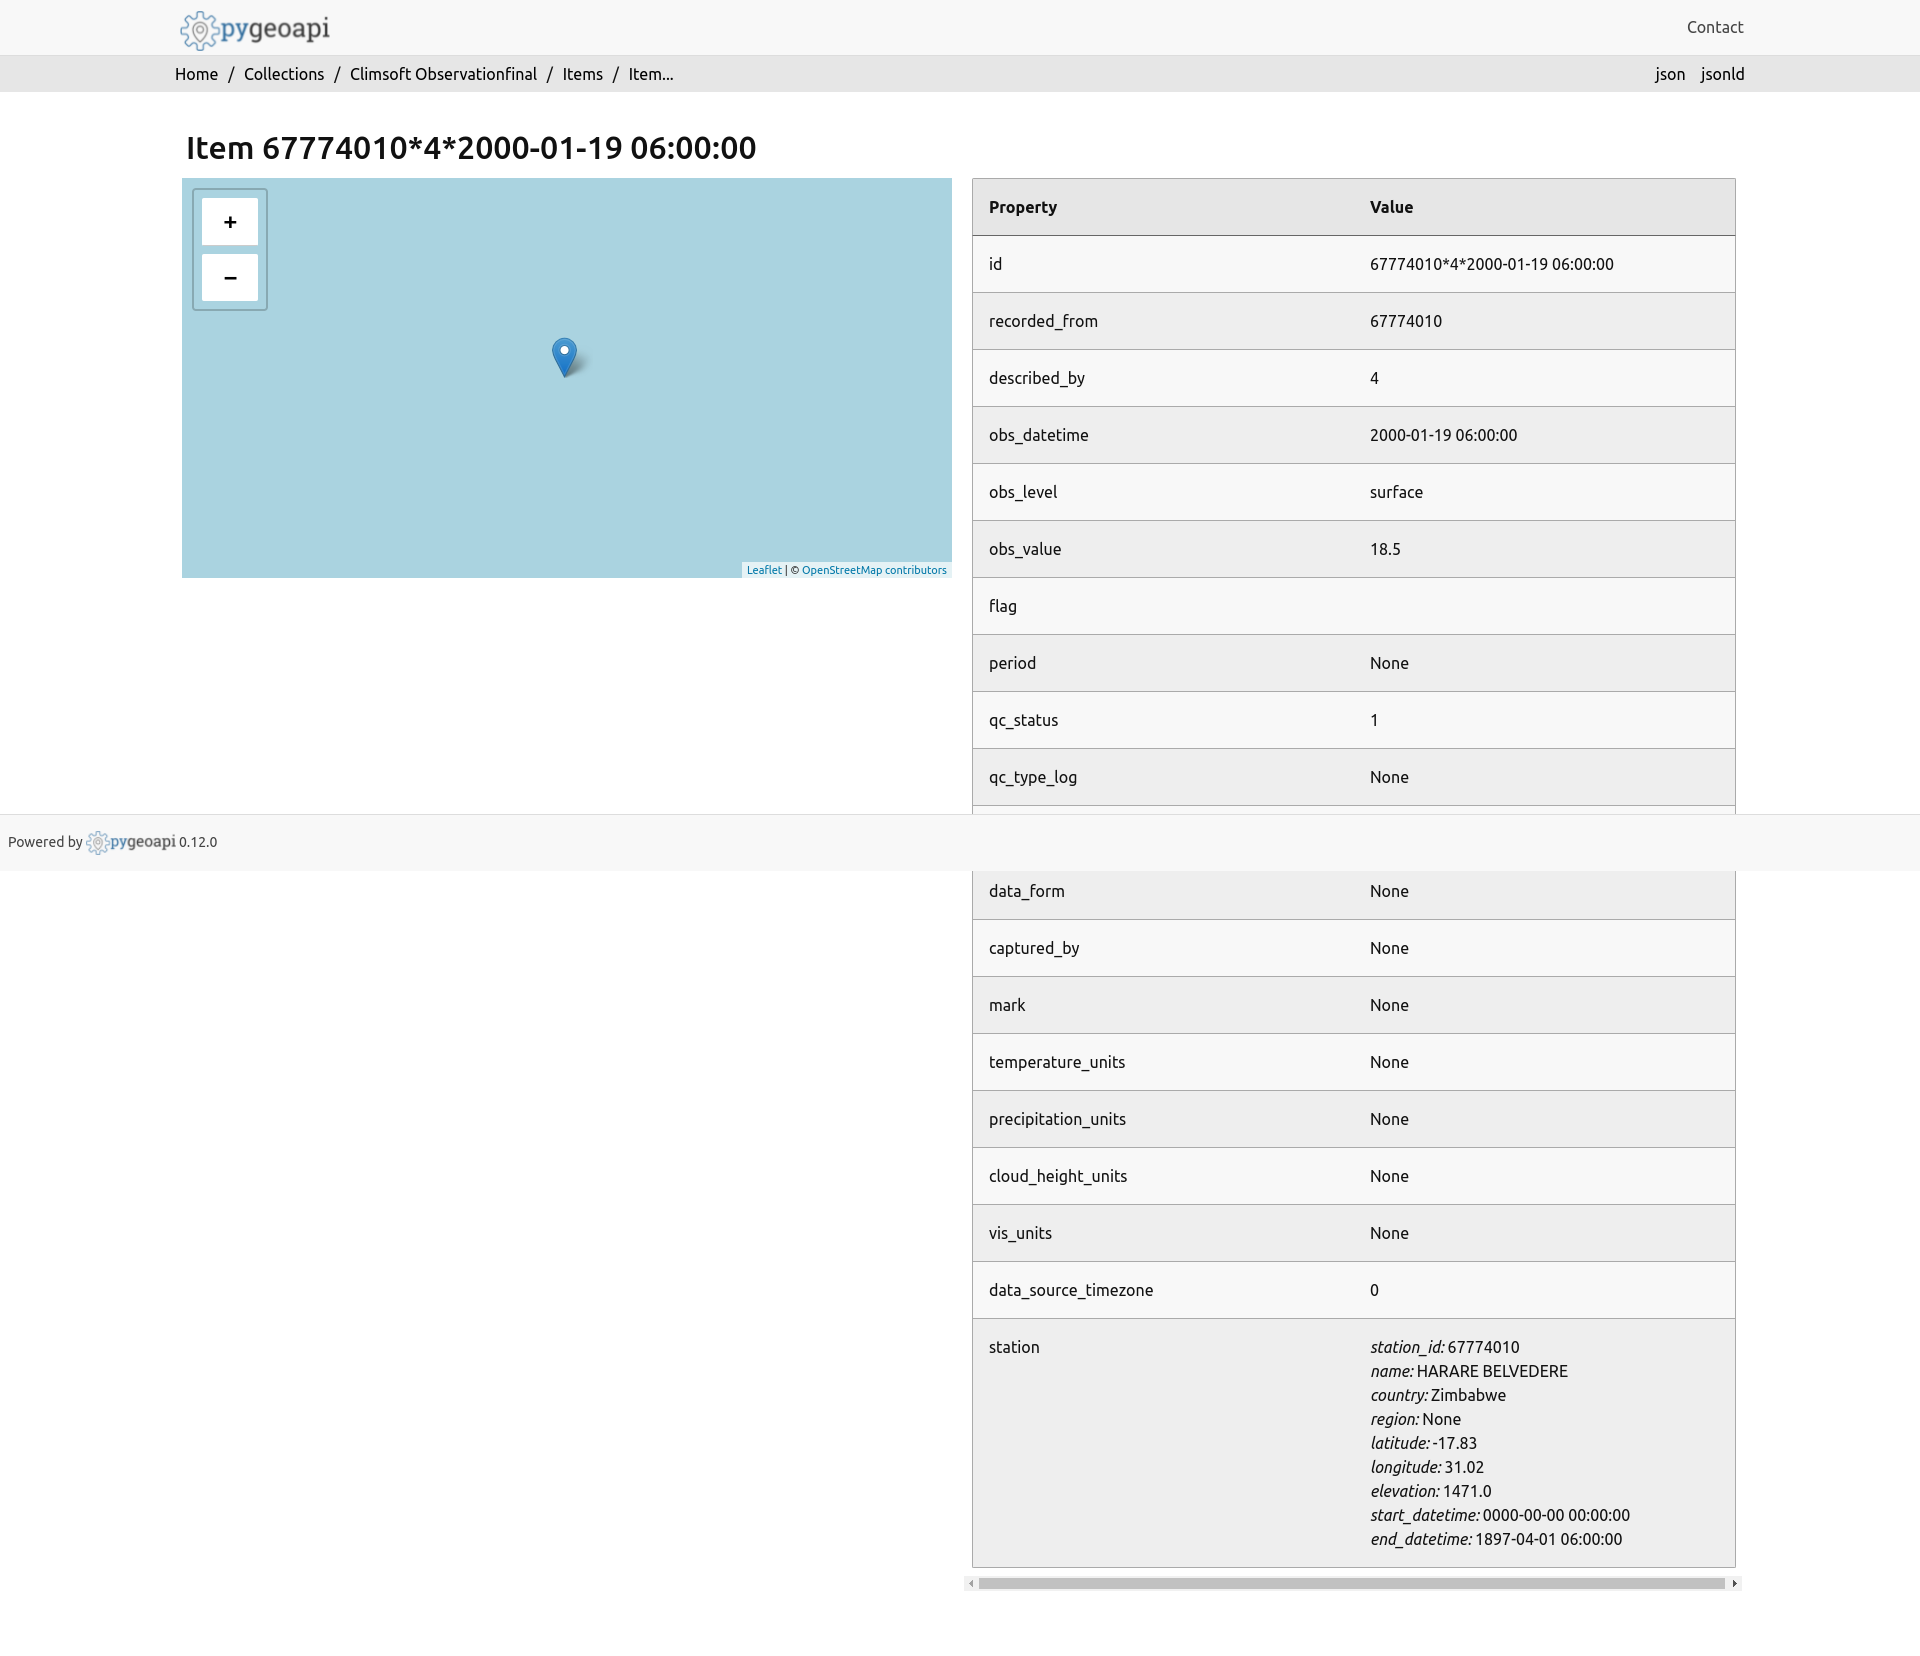 pygeoapi
Contact
Home / Collections / Climsoft Observationfinal / Items / Item...
json jsonld
Item 67774010*4*2000-01-19 06:00:00
+
−
Leaflet | © OpenStreetMap contributors
Property Value
id 67774010*4*2000-01-19 06:00:00
recorded_from 67774010
described_by 4
obs_datetime 2000-01-19 06:00:00
obs_level surface
obs_value 18.5
flag
period None
qc_status 1
qc_type_log None
Powered by pygeoapi 0.12.0
data_form None
captured_by None
mark None
temperature_units None
precipitation_units None
cloud_height_units None
vis_units None
data_source_timezone 0
station station_id: 67774010
name: HARARE BELVEDERE
country: Zimbabwe
region: None
latitude: -17.83
longitude: 31.02
elevation: 1471.0
start_datetime: 0000-00-00 00:00:00
end_datetime: 1897-04-01 06:00:00